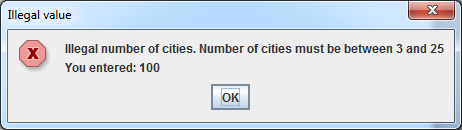 Illegal value
Illegal number of cities. Number of cities must be between 3 and 25
You entered: 100
OK